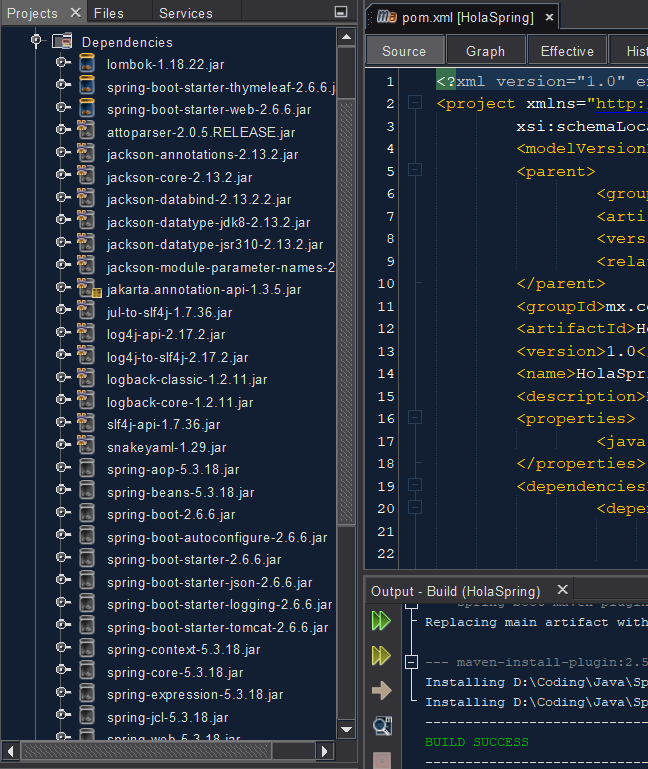 Projects
Files
Services
Dependencies
lombok-1.18.22.jar
spring-boot-starter-thymeleaf-2.6.6.j
spring-boot-starter-web-2.6.6.jar
attoparser-2.0.5.RELEASE.jar
jackson-annotations-2.13.2.jar
jackson-core-2.13.2.jar
jackson-databind-2.13.2.2.jar
jackson-datatype-jdk8-2.13.2.jar
jackson-datatype-jsr310-2.13.2.jar
jackson-module-parameter-names-2
jakarta.annotation-api-1.3.5.jar
jul-to-slf4j-1.7.36.jar
log4j-api-2.17.2.jar
log4j-to-slf4j-2.17.2.jar
logback-classic-1.2.11.jar
logback-core-1.2.11.jar
slf4j-api-1.7.36.jar
snakeyaml-1.29.jar
spring-aop-5.3.18.jar
spring-beans-5.3.18.jar
spring-boot-2.6.6.jar
spring-boot-autoconfigure-2.6.6.jar
spring-boot-starter-2.6.6.jar
spring-boot-starter-json-2.6.6.jar
spring-boot-starter-logging-2.6.6.jar
spring-boot-starter-tomcat-2.6.6.jar
spring-context-5.3.18.jar
spring-core-5.3.18.jar
spring-expression-5.3.18.jar
spring-jcl-5.3.18.jar
spring-web-5.3.18.jar
pom.xml [HolaSpring]
Source Graph Effective His
1 <?xml version="1.0" e
2 <project xmlns="http:
3 xsi:schemaLoca
4 <modelVersion
5 <parent>
6 <group
7 <arti
8 <vers
9 <rela
10 </parent>
11 <groupId>mx.co
12 <artifactId>Ho
13 <version>1.0<
14 <name>HolaSpri
15 <description>
16 <properties>
17 <java
18 </properties>
19 <dependencies
20 <depe
21
22
Output - Build (HolaSpring)
spring-boot-maven-plugin
Replacing main artifact with
--- maven-install-plugin:2.5
Installing D:\Coding\Java\Sp
Installing D:\Coding\Java\Sp
------------------------
BUILD SUCCESS
------------------------